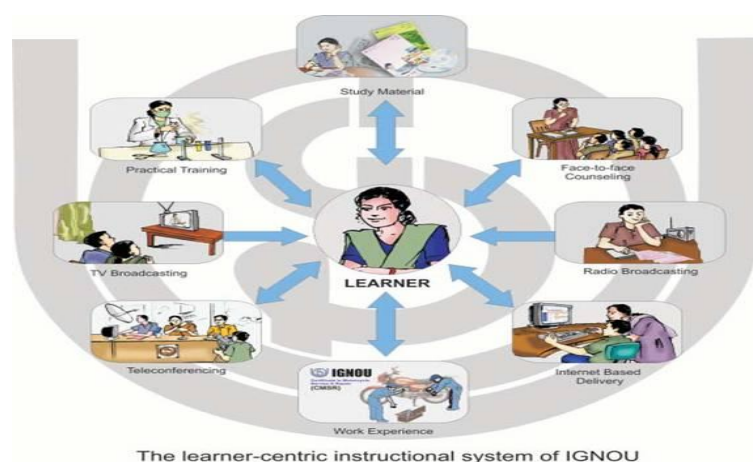 Study Material
Practical Training
Face-to-face
Counseling
TV Broadcasting
LEARNER
Radio Broadcasting
Teleconferencing
IGNOU
(CMSR)
Work Experience
Internet Based
Delivery
The learner-centric instructional system of IGNOU